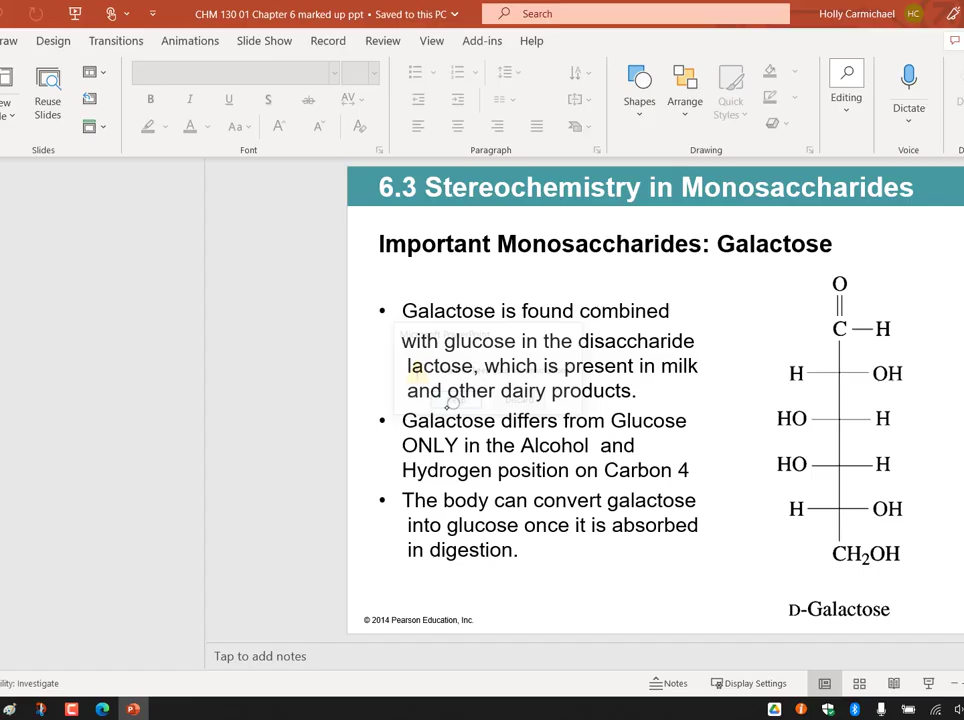 CHM 130 01 Chapter 6 marked up ppt • Saved to this PC
Search
Holly Carmichael
HC
Design
Transitions
Animations
Slide Show
Record
Review
View
Add-ins
Help
Reuse
Slides
Aa
Shapes
Arrange
Quick
Styles
Editing
Dictate
Slides
Font
Paragraph
Drawing
Voice
6.3 Stereochemistry in Monosaccharides
Important Monosaccharides: Galactose
• Galactose is found combined
with glucose in the disaccharide
lactose, which is present in milk
and other dairy products.
• Galactose differs from Glucose
ONLY in the Alcohol and
Hydrogen position on Carbon 4
• The body can convert galactose
into glucose once it is absorbed
in digestion.
O
C H
H OH
HO H
HO H
H OH
CH2OH
D-Galactose
© 2014 Pearson Education, Inc.
Tap to add notes
Investigate
Notes
Display Settings